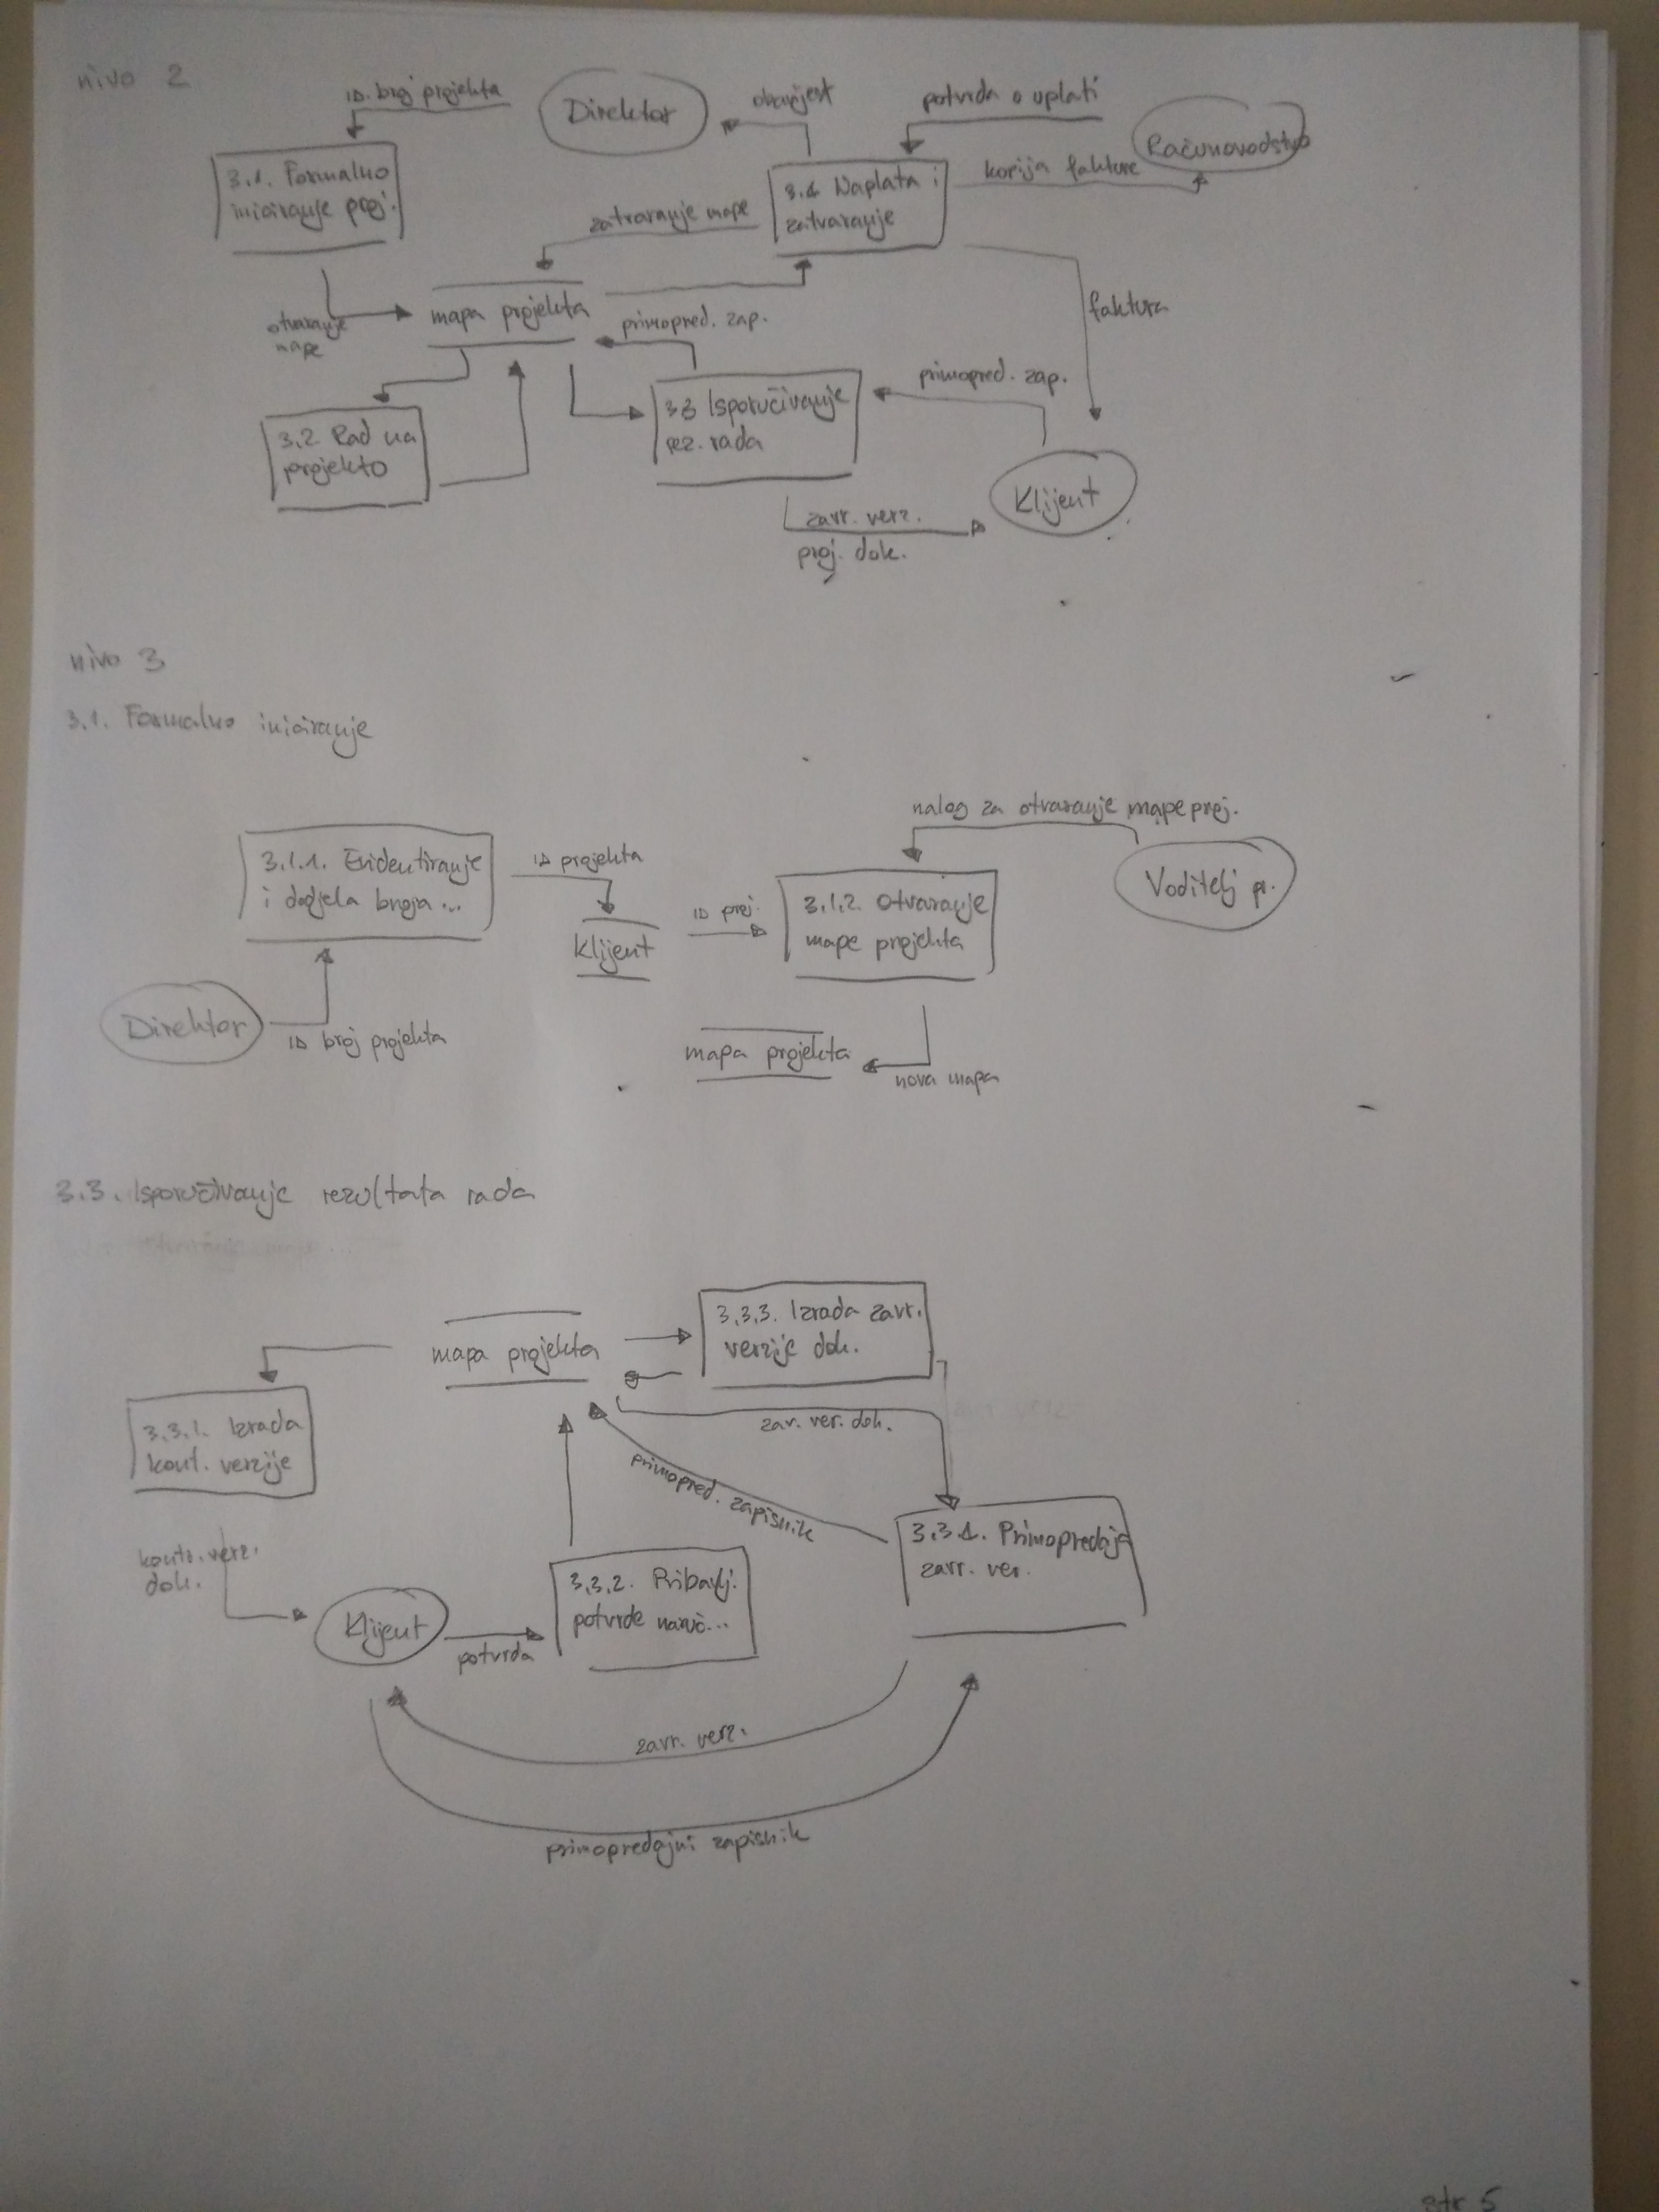 nivo 2
ID. broj projekta
Direktor
obavijest
potvrda o uplati
Računovodstvo
3.1. Formalno
iniciranje proj.
3.4 Naplata i
zatvaranje
kopija fakture
zatvaranje mape
otvaranje
mape
mapa projekta
primopred. zap.
faktura
3.2 Rad na
projektu
3.3 Isporučivanje
rez. rada
primopred. zap.
Klijent
zavr. verz.
proj. dok.
nivo 3
3.1. Formalno iniciranje
nalog za otvaranje mape proj.
3.1.1. Evidentiranje
i dodjela broja ...
ID projekta
Klijent
ID proj.
3.1.2. Otvaranje
mape projekta
Voditelj pr.
Direktor
ID broj projekta
mapa projekta
nova mapa
3.3. Isporučivanje rezultata rada
mapa projekta
3.3.3. Izrada zavr.
verzije dok.
3.3.1. Izrada
kont. verzije
zav. ver. dok.
primopred. zapisnik
3.3.4. Primopredaja
zavr. ver.
kontr. verz.
dok.
Klijent
potvrda
3.3.2. Pribavlj.
potvrde naruč...
zavr. verz.
primopredajni zapisnik
str 5